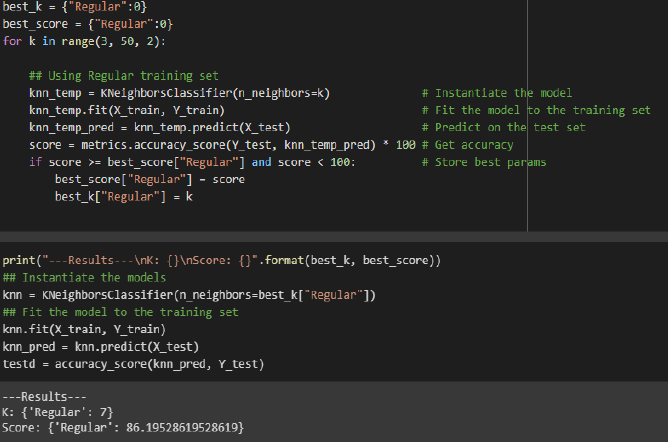 best_k = {"Regular":0}
best_score = {"Regular":0}
for k in range(3, 50, 2):
## Using Regular training set
knn_temp = KNeighborsClassifier(n_neighbors=k) # Instantiate the model
knn_temp.fit(X_train, Y_train) # Fit the model to the training set
knn_temp_pred = knn_temp.predict(X_test) # Predict on the test set
score = metrics.accuracy_score(Y_test, knn_temp_pred) * 100 # Get accuracy
if score >= best_score["Regular"] and score < 100: # Store best params
best_score["Regular"] = score
best_k["Regular"] = k
print("---Results---\nK: {}\nScore: {}".format(best_k, best_score))
## Instantiate the models
knn = KNeighborsClassifier(n_neighbors=best_k["Regular"])
## Fit the model to the training set
knn.fit(X_train, Y_train)
knn_pred = knn.predict(X_test)
testd = accuracy_score(knn_pred, Y_test)
---Results---
K: {'Regular': 7}
Score: {'Regular': 86.19528619528619}